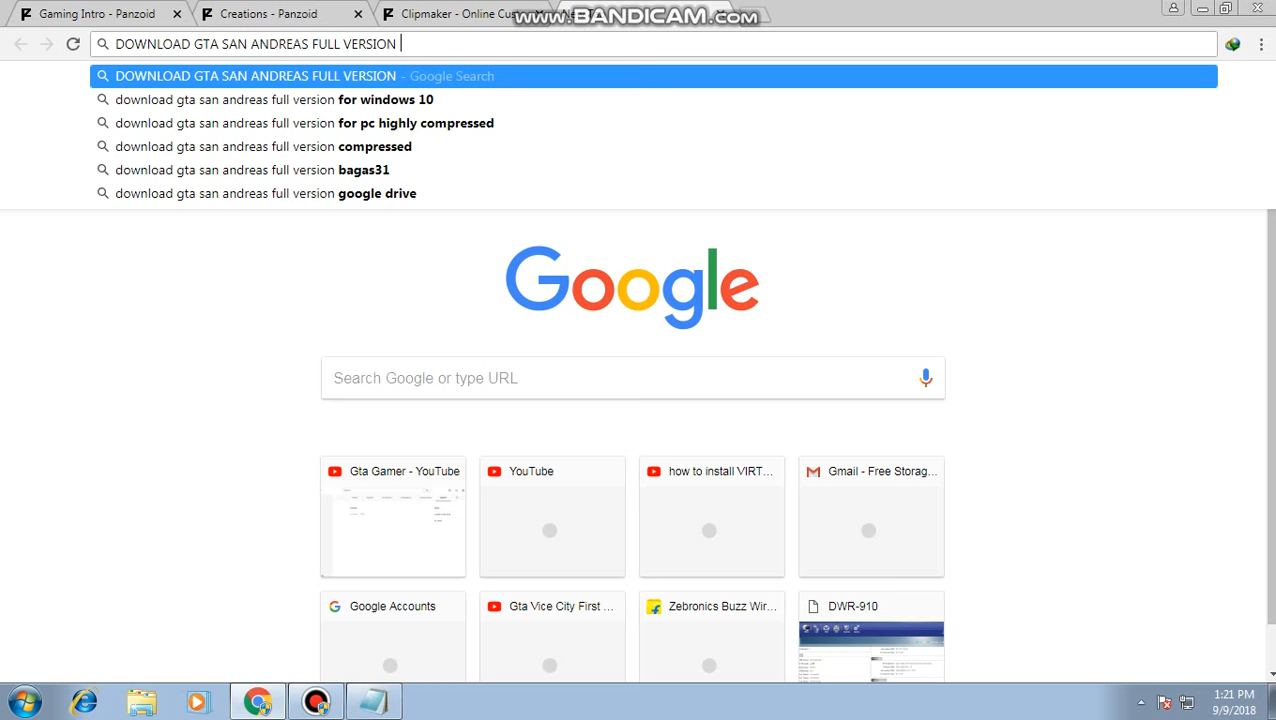 Gaming Intro - Panzoid
Creations - Panzoid
Clipmaker - Online Custo
www.BANDICAM.com
DOWNLOAD GTA SAN ANDREAS FULL VERSION
DOWNLOAD GTA SAN ANDREAS FULL VERSION - Google Search
download gta san andreas full version for windows 10
download gta san andreas full version for pc highly compressed
download gta san andreas full version compressed
download gta san andreas full version bagas31
download gta san andreas full version google drive
Google
Search Google or type URL
Gta Gamer - YouTube
YouTube
how to install VIRT...
Gmail - Free Storag...
Google Accounts
Gta Vice City First ...
Zebronics Buzz Wir...
DWR-910
1:21 PM
9/9/2018